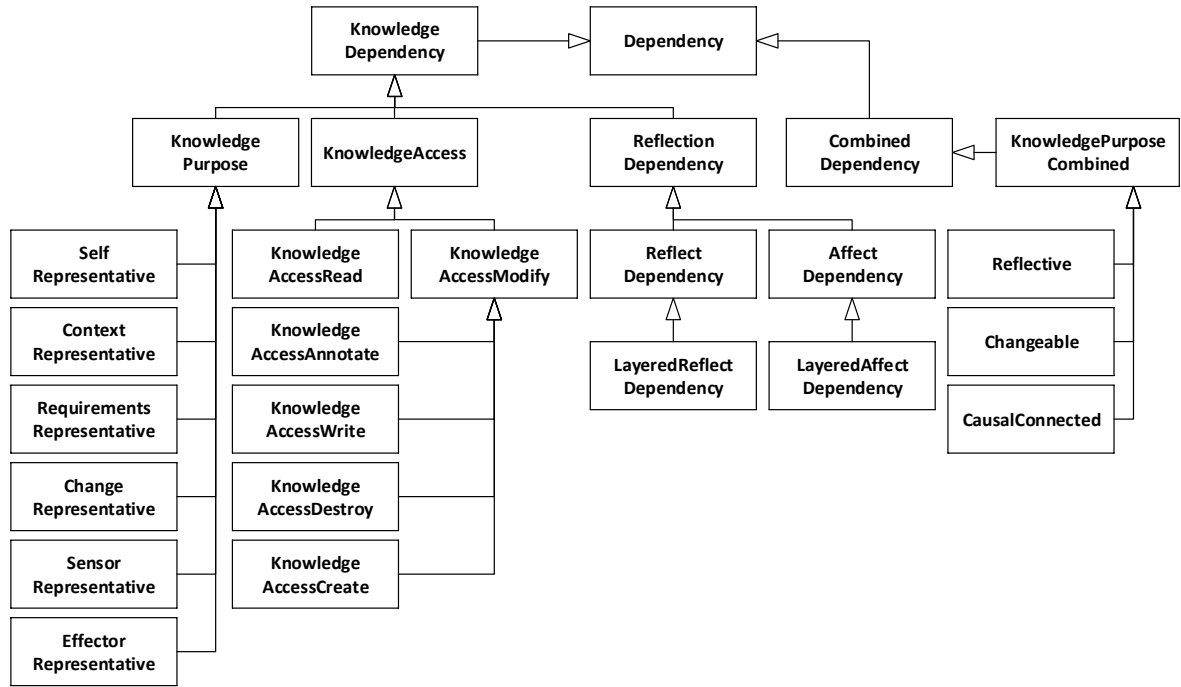 Knowledge
Dependency
Dependency
Knowledge
Purpose
KnowledgeAccess
Reflection
Dependency
Combined
Dependency
KnowledgePurpose
Combined
Self
Representative
Knowledge
AccessRead
Knowledge
AccessModify
Reflect
Dependency
Affect
Dependency
Reflective
Context
Representative
Knowledge
AccessAnnotate
LayeredReflect
Dependency
LayeredAffect
Dependency
Changeable
Requirements
Representative
Knowledge
AccessWrite
CausalConnected
Change
Representative
Knowledge
AccessDestroy
Sensor
Representative
Knowledge
AccessCreate
Effector
Representative